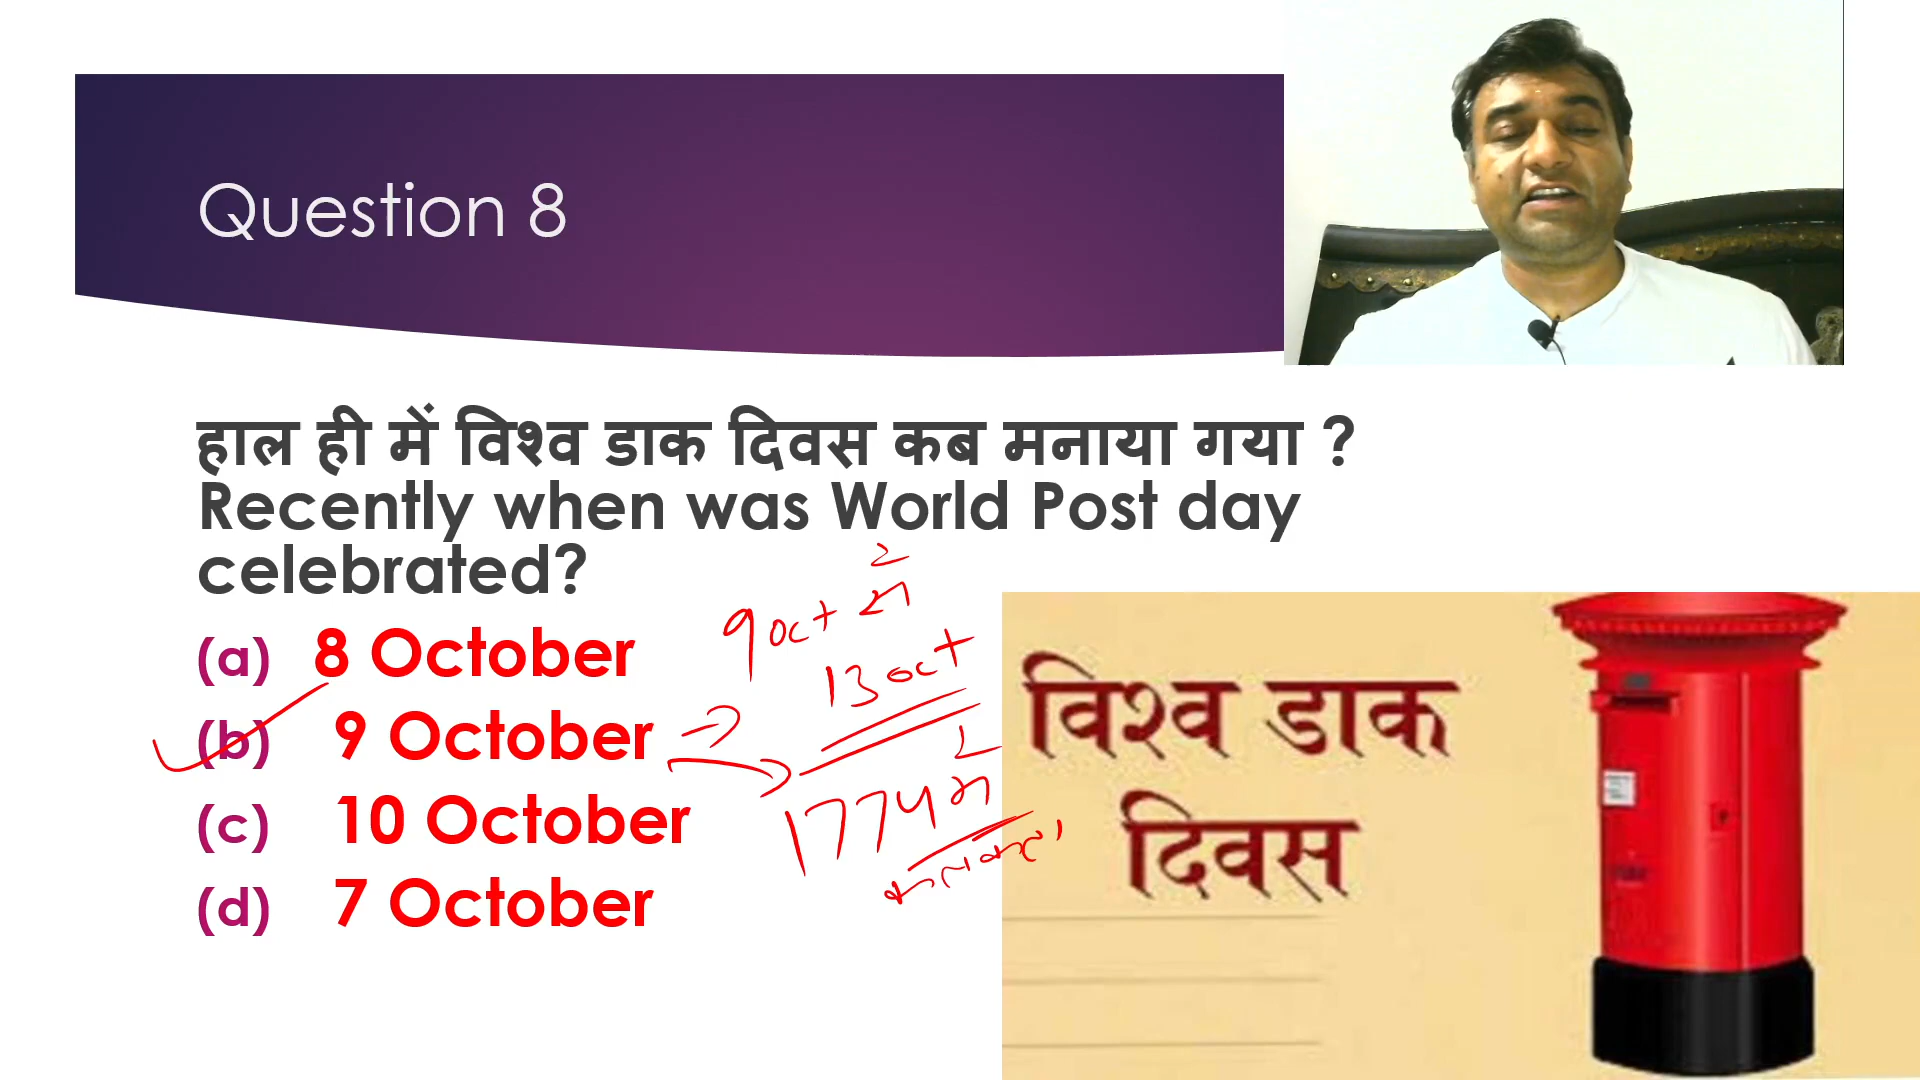 Question 8
हाल ही में विश्व डाक दिवस कब मनाया गया ?
Recently when was World Post day
celebrated?
(a) 8 October
(b) 9 October
(c) 10 October
(d) 7 October
9 oct से
13 oct
1774 में
विश्व डाक
दिवस